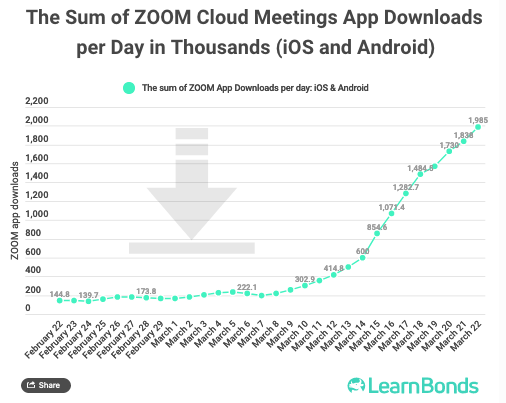 The Sum of ZOOM Cloud Meetings App Downloads
per Day in Thousands (iOS and Android)
The sum of ZOOM App Downloads per day: iOS & Android
ZOOM app downloads
2,200
2,000
1,800
1,600
1,400
1,200
1,000
800
600
400
200
0
144.8
139.7
173.8
222.1
302.9
414.8
600
854.6
1,071.4
1,282.7
1,484.5
1,730
1,838
1,985
February 22
February 23
February 24
February 25
February 26
February 27
February 28
February 29
March 1
March 2
March 3
March 4
March 5
March 6
March 7
March 8
March 9
March 10
March 11
March 12
March 13
March 14
March 15
March 16
March 17
March 18
March 19
March 20
March 21
March 22
Share
LearnBonds